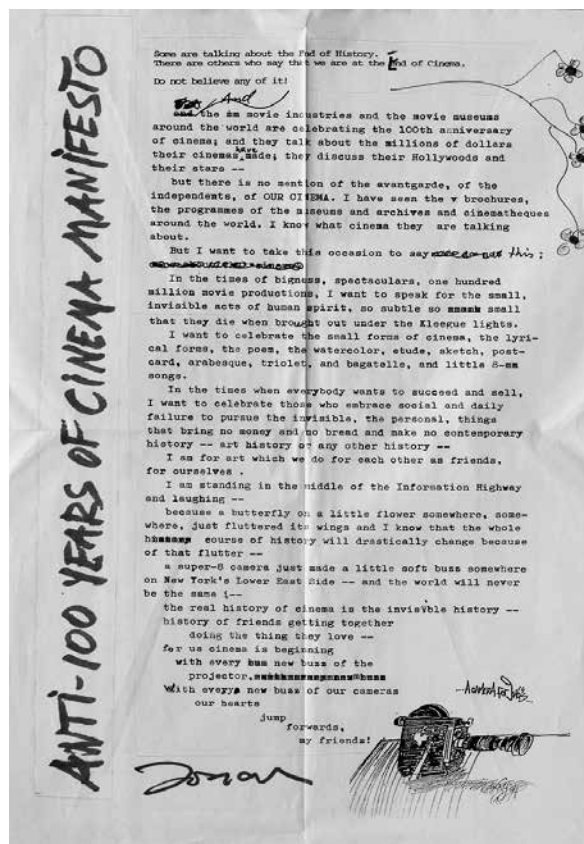 ANTI-100 YEARS OF CINEMA MANIFESTO
Some are talking about the End of History.
There are others who say that we are at the End of Cinema.
Do not believe any of it!
And
the movie industries and the movie museums
around the world are celebrating the 100th anniversary
of cinema; and they talk about the millions of dollars
their cinemas have made; they discuss their Hollywoods and
their stars --
but there is no mention of the avantgarde, of the
independents, of OUR CINEMA. I have seen the v brochures,
the programmes of the museums and archives and cinematheques
around the world. I know what cinema they are talking
about.
But I want to take this occasion to say this:
In the times of bigness, spectaculars, one hundred
million movie productions, I want to speak for the small,
invisible acts of human spirit, so subtle so small
that they die when brought out under the Kleegue lights.
I want to celebrate the small forms of cinema, the lyri-
cal forms, the poem, the watercolor, etude, sketch, post-
card, arabesque, triolet, and bagatelle, and little 8-mm
songs.
In the times when everybody wants to succeed and sell,
I want to celebrate those who embrace social and daily
failure to pursue the invisible, the personal, things
that bring no money and no bread and make no contemporary
history -- art history or any other history --
I am for art which we do for each other as friends,
for ourselves .
I am standing in the middle of the Information Highway
and laughing --
because a butterfly on a little flower somewhere, some-
where, just fluttered its wings and I know that the whole
course of history will drastically change because
of that flutter --
a super-8 camera just made a little soft buzz somewhere
on New York's Lower East Side -- and the world will never
be the same --
the real history of cinema is the invisible history --
history of friends getting together
doing the thing they love --
for us cinema is beginning
with every new buzz of the
projector,
With every new buzz of our cameras
our hearts
jump
forwards,
my friends!
Jonas